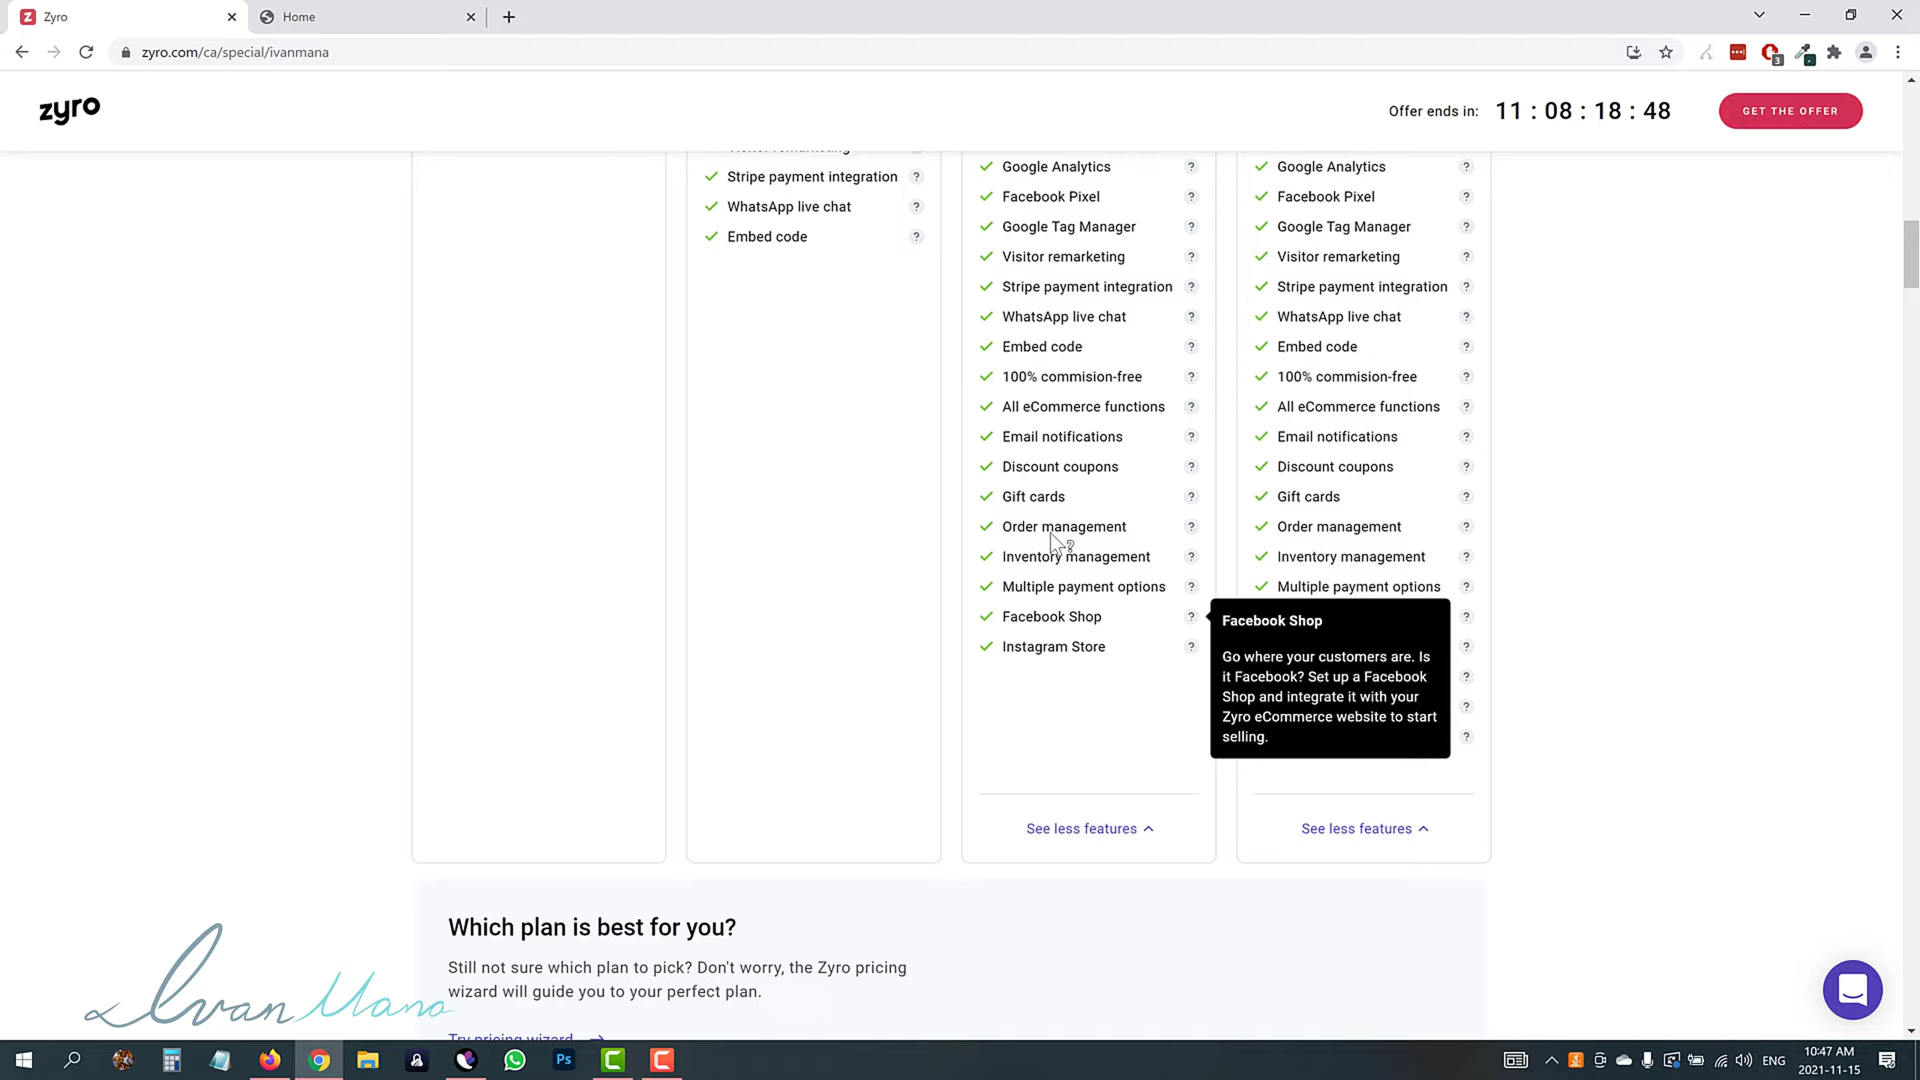 Zyro
Home
zyro.com/ca/special/ivanmana
3
zyro
Offer ends in:
11 : 08 : 18 : 48
GET THE OFFER
Stripe payment integration ?
WhatsApp live chat ?
Embed code ?
Google Analytics ?
Facebook Pixel ?
Google Tag Manager ?
Visitor remarketing ?
Stripe payment integration ?
WhatsApp live chat ?
Embed code ?
100% commision-free ?
All eCommerce functions ?
Email notifications ?
Discount coupons ?
Gift cards ?
Order management ?
Inventory management ?
Multiple payment options ?
Facebook Shop ?
Instagram Store ?
See less features
Google Analytics ?
Facebook Pixel ?
Google Tag Manager ?
Visitor remarketing ?
Stripe payment integration ?
WhatsApp live chat ?
Embed code ?
100% commision-free ?
All eCommerce functions ?
Email notifications ?
Discount coupons ?
Gift cards ?
Order management ?
Inventory management ?
Multiple payment options ?
?
?
?
?
?
Facebook Shop
Go where your customers are. Is
it Facebook? Set up a Facebook
Shop and integrate it with your
Zyro eCommerce website to start
selling.
See less features
Which plan is best for you?
Still not sure which plan to pick? Don't worry, the Zyro pricing
wizard will guide you to your perfect plan.
Try pricing wizard
Ivan Mana
Ps
ENG
10:47 AM
2021-11-15